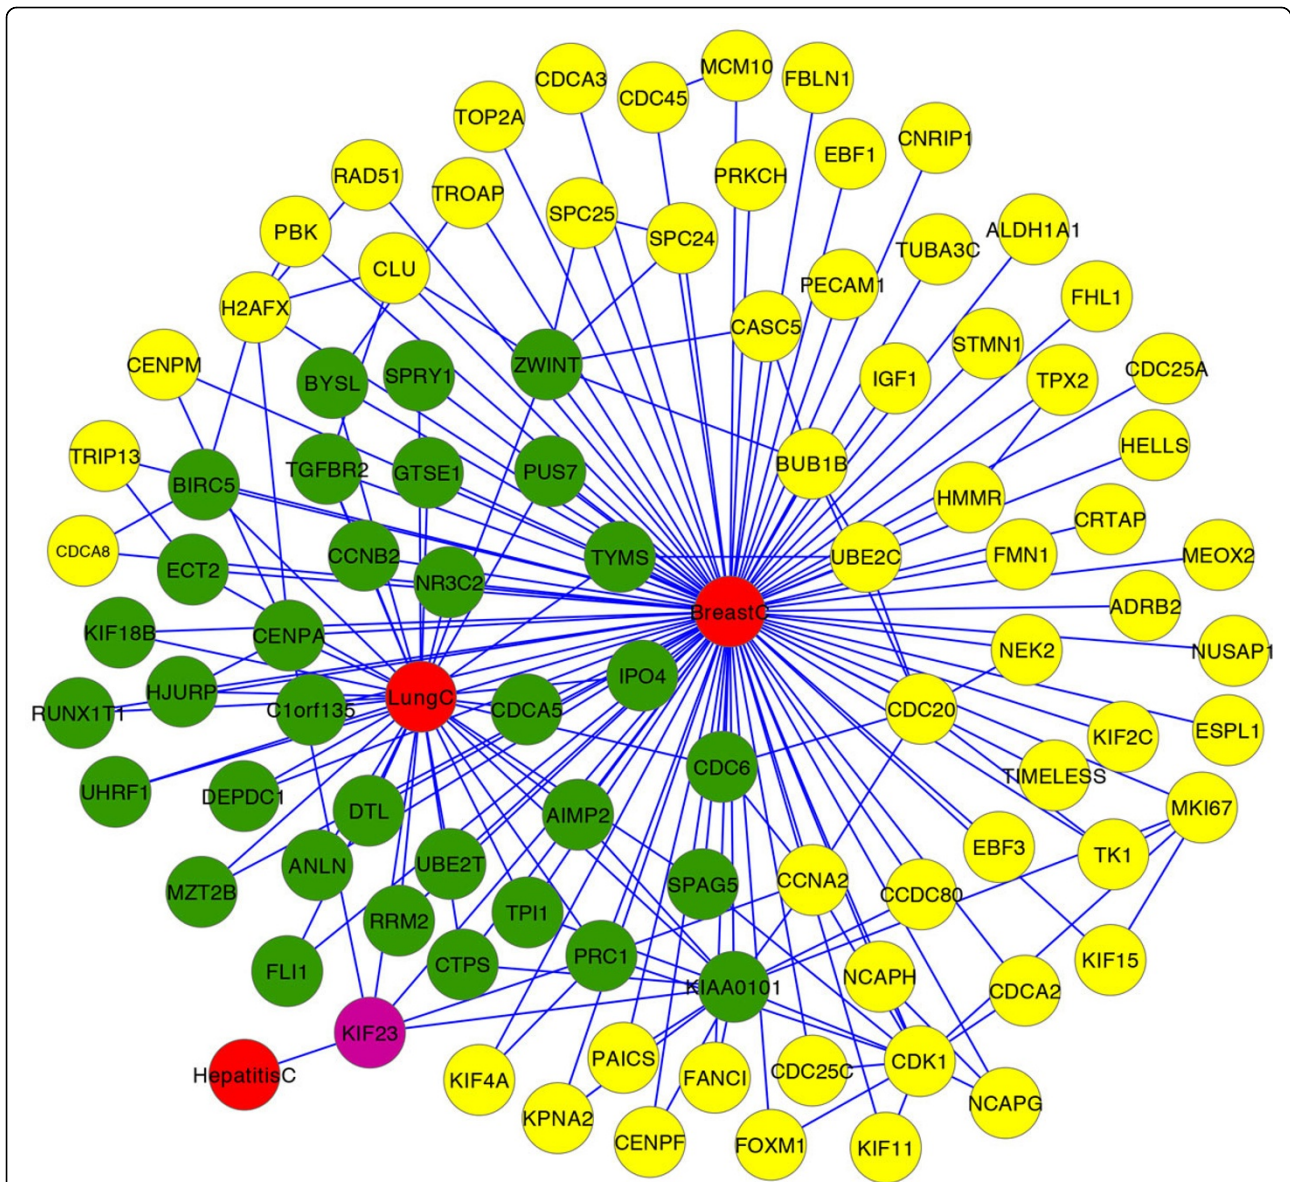 MCM10
CDCA3
FBLN1
CDC45
TOP2A
CNRIP1
EBF1
RAD51
PRKCH
TROAP
SPC25
PBK
ALDH1A1
SPC24
TUBA3C
CLU
PECAM1
FHL1
H2AFX
CASC5
STMN1
CENPM
ZWINT
CDC25A
SPRY1
IGF1
TPX2
BYSL
HELLS
TRIP13
BUB1B
TGFBR2
GTSE1
PUS7
BIRC5
HMMR
CRTAP
CDCA8
CCNB2
TYMS
UBE2C
FMN1
MEOX2
ECT2
NR3C2
ADRB2
BreastC
KIF18B
CENPA
NEK2
NUSAP1
IPO4
HJURP
LungC
RUNX1T1
C1orf135
CDCA5
CDC20
ESPL1
KIF2C
CDC6
TIMELESS
UHRF1
DEPDC1
MKI67
DTL
AIMP2
EBF3
TK1
ANLN
UBE2T
SPAG5
CCNA2
MZT2B
CCDC80
TPI1
RRM2
PRC1
KIF15
CTPS
FLI1
NCAPH
KIAA0101
CDCA2
KIF23
PAICS
CDK1
HepatitisC
KIF4A
FANCI
CDC25C
NCAPG
KPNA2
CENPF
FOXM1
KIF11